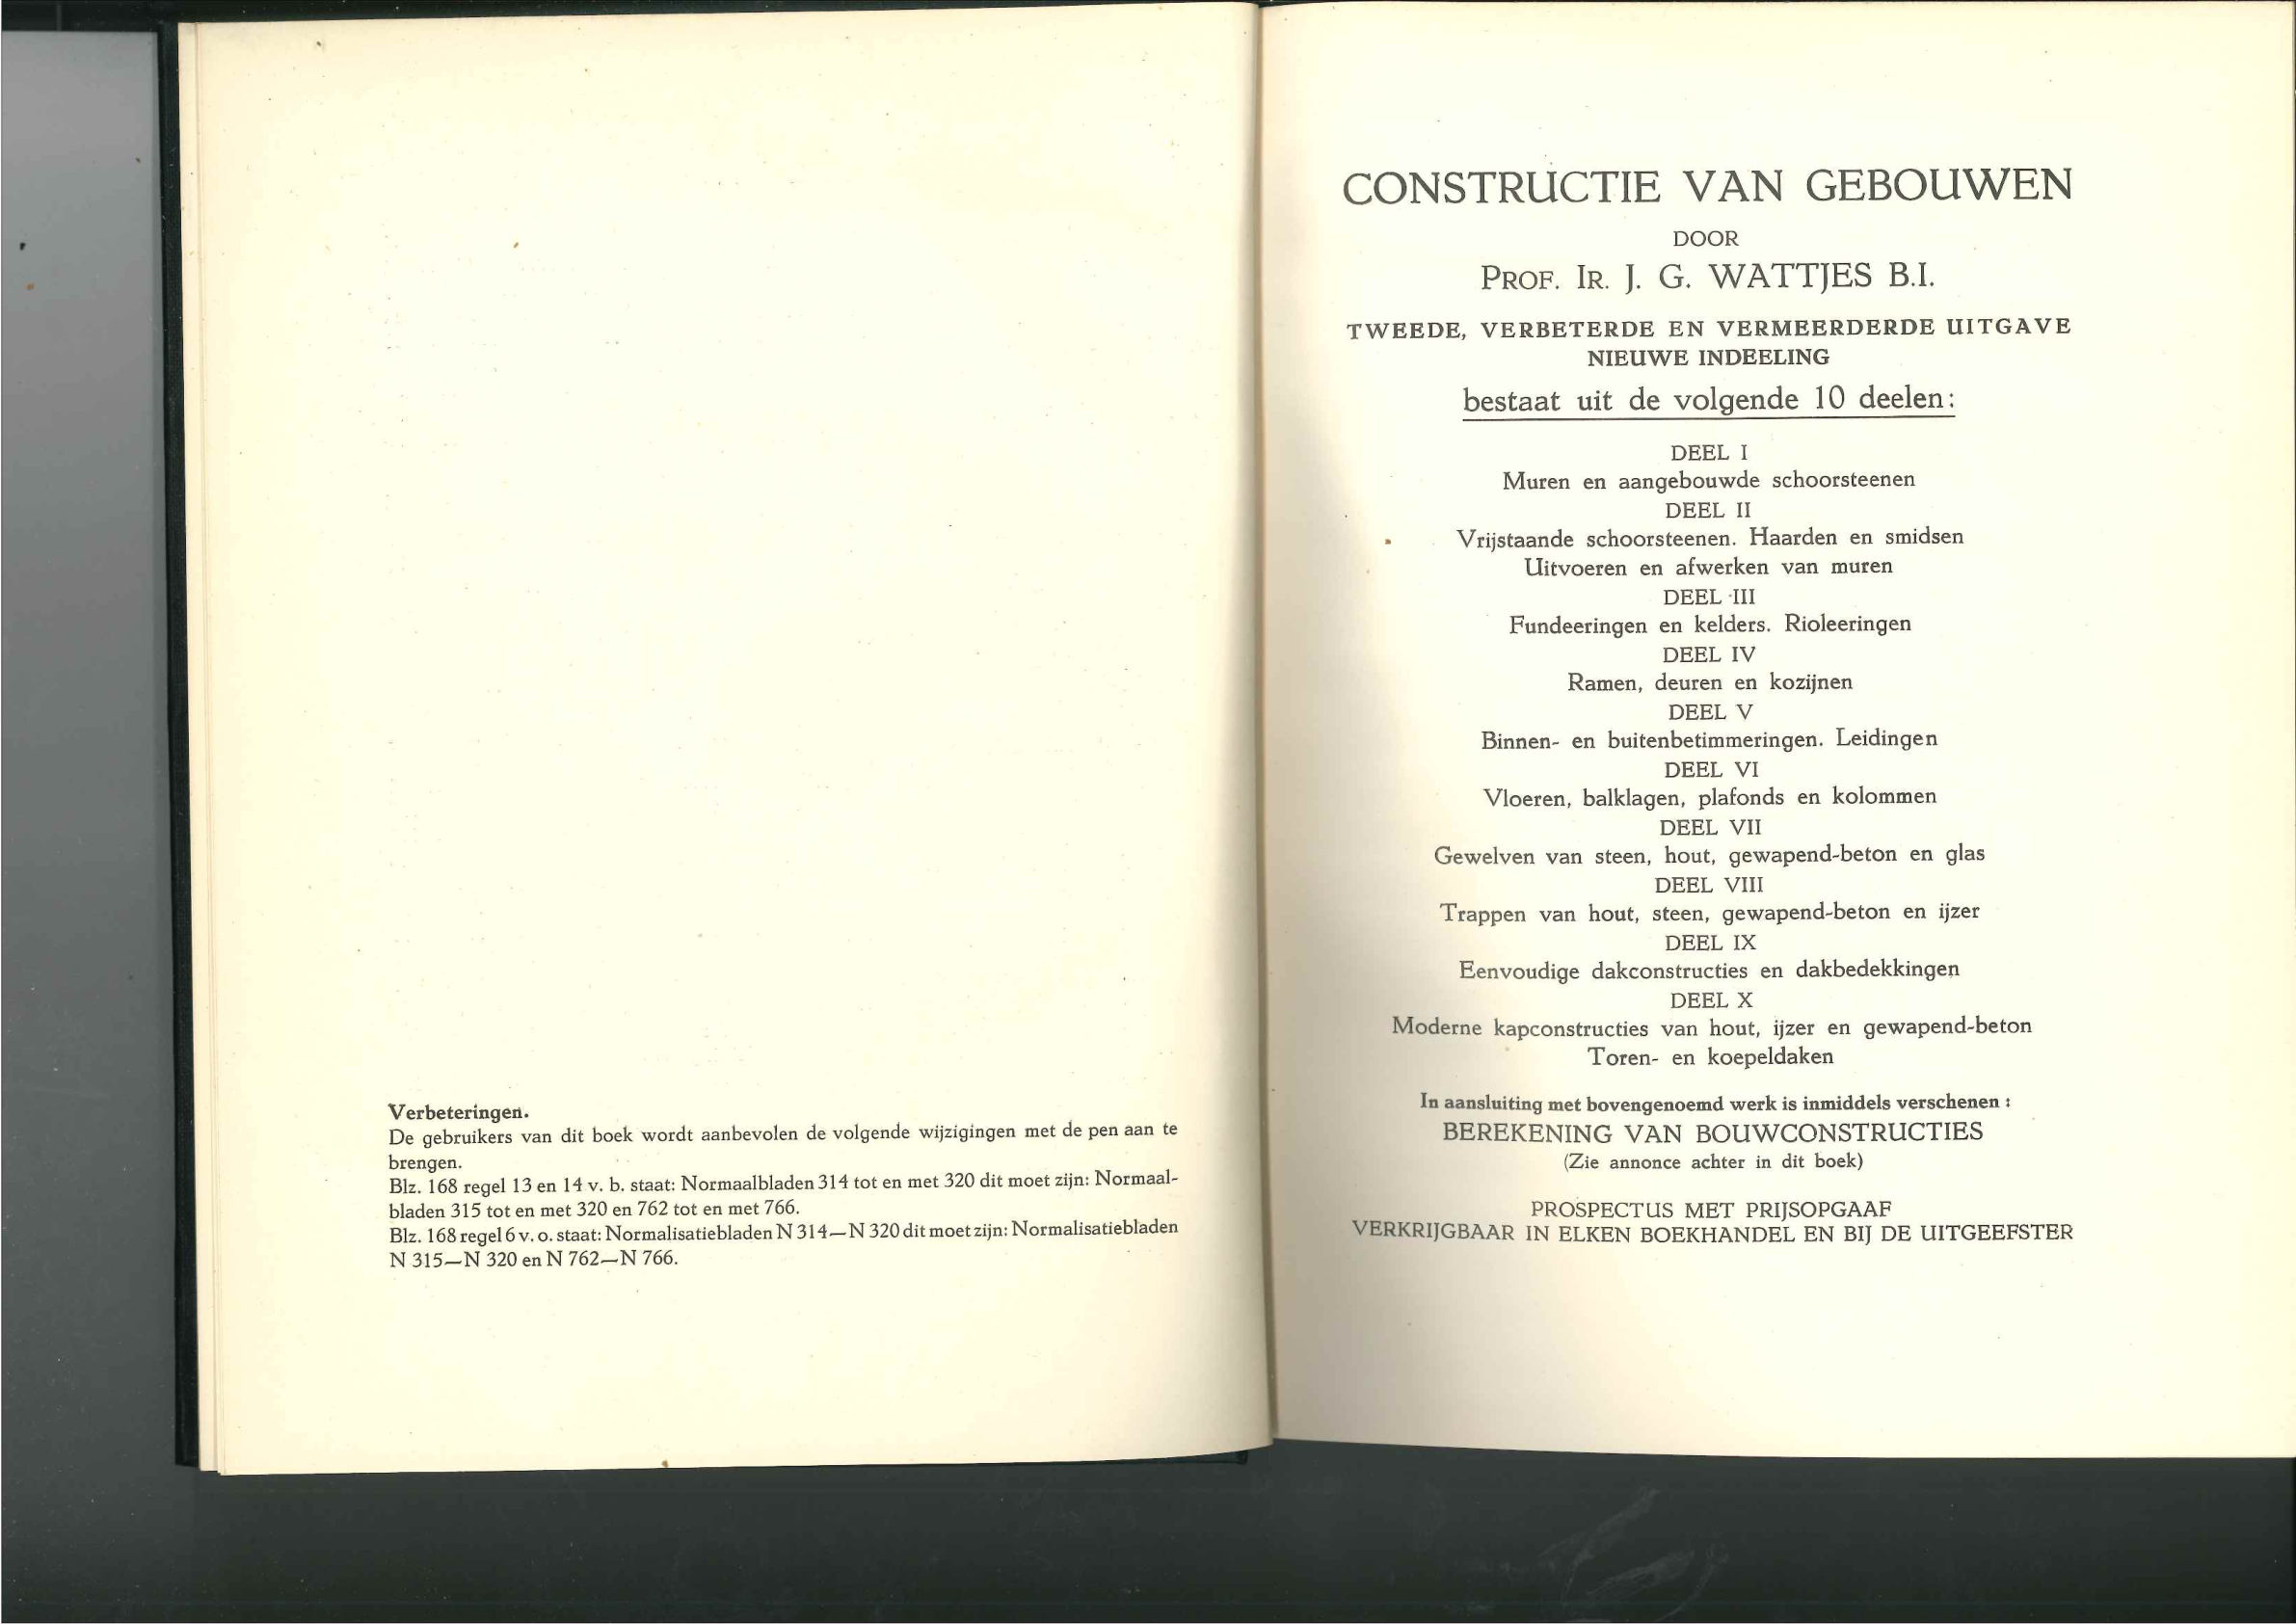 Verbeteringen.
De gebruikers van dit boek wordt aanbevolen de volgende wijzigingen met de pen aan te
brengen.
Blz. 168 regel 13 en 14 v. b. staat: Normaalbladen 314 tot en met 320 dit moet zijn: Normaal-
bladen 315 tot en met 320 en 762 tot en met 766.
Blz. 168 regel 6 v. o. staat: Normalisatiebladen N 314—N 320 dit moet zijn: Normalisatiebladen
N 315—N 320 en N 762—N 766.
CONSTRUCTIE VAN GEBOUWEN
DOOR
PROF. IR. J. G. WATTJES B.I.
TWEEDE, VERBETERDE EN VERMEERDERDE UITGAVE
NIEUWE INDEELING
bestaat uit de volgende 10 deelen:
DEEL I
Muren en aangebouwde schoorsteenen
DEEL II
Vrijstaande schoorsteenen. Haarden en smidsen
Uitvoeren en afwerken van muren
DEEL III
Fundeeringen en kelders. Rioleeringen
DEEL IV
Ramen, deuren en kozijnen
DEEL V
Binnen- en buitenbetimmeringen. Leidingen
DEEL VI
Vloeren, balklagen, plafonds en kolommen
DEEL VII
Gewelven van steen, hout, gewapend-beton en glas
DEEL VIII
Trappen van hout, steen, gewapend-beton en ijzer
DEEL IX
Eenvoudige dakconstructies en dakbedekkingen
DEEL X
Moderne kapconstructies van hout, ijzer en gewapend-beton
Toren- en koepeldaken
In aansluiting met bovengenoemd werk is inmiddels verschenen :
BEREKENING VAN BOUWCONSTRUCTIES
(Zie annonce achter in dit boek)
PROSPECTUS MET PRIJSOPGAAF
VERKRIJGBAAR IN ELKEN BOEKHANDEL EN BIJ DE UITGEEFSTER